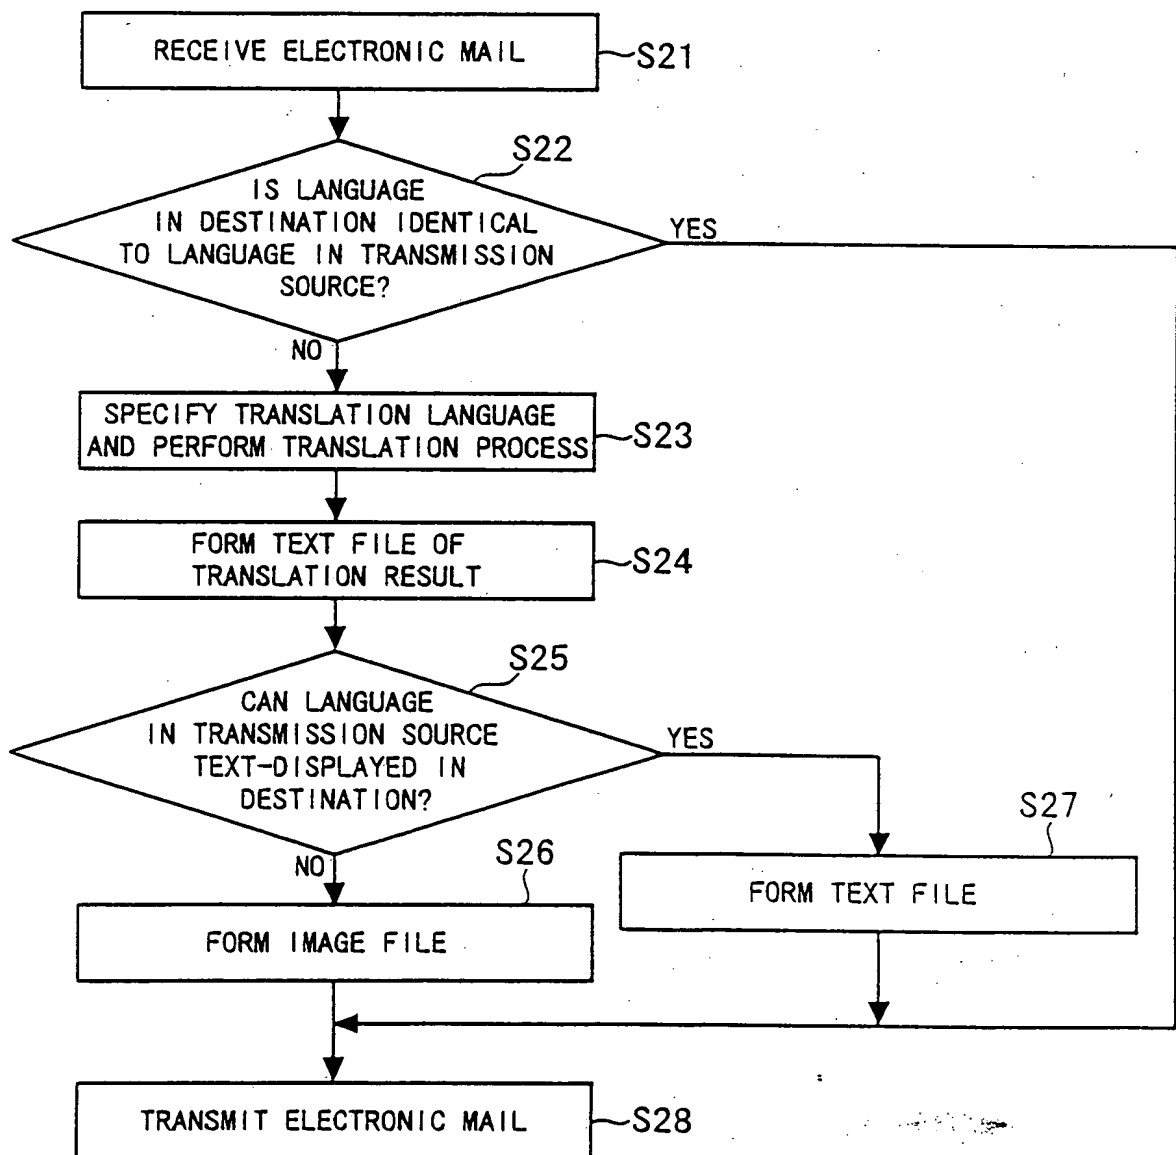 RECEIVE ELECTRONIC MAIL
S21
S22
IS LANGUAGE
IN DESTINATION IDENTICAL
TO LANGUAGE IN TRANSMISSION
SOURCE?
YES
NO
SPECIFY TRANSLATION LANGUAGE
AND PERFORM TRANSLATION PROCESS
S23
FORM TEXT FILE OF
TRANSLATION RESULT
S24
S25
CAN LANGUAGE
IN TRANSMISSION SOURCE
TEXT-DISPLAYED IN
DESTINATION?
YES
NO
S26
FORM IMAGE FILE
S27
FORM TEXT FILE
TRANSMIT ELECTRONIC MAIL
S28